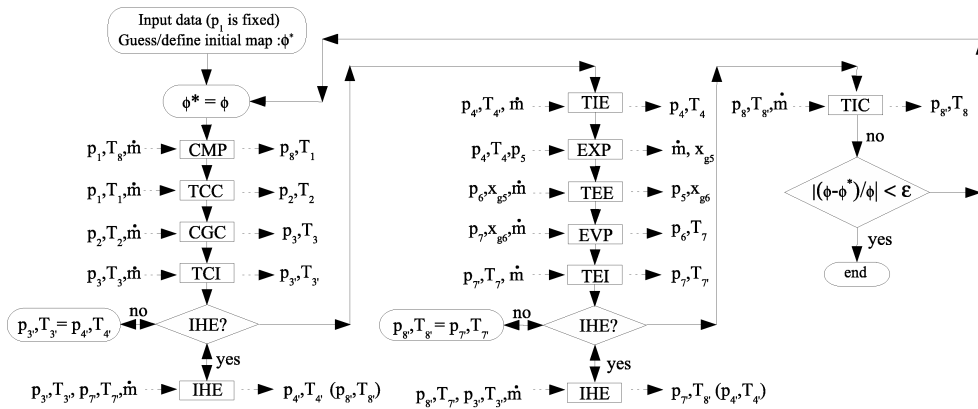 Input data (p1 is fixed)
Guess/define initial map :ϕ*
ϕ* = ϕ
p1,T8,ṁ CMP p8,T1
p1,T1,ṁ TCC p2,T2
p2,T2,ṁ CGC p3,T3
p3,T3,ṁ TCI p3',T3'
IHE?
no
p3',T3'= p4',T4'
yes
p3',T3', p7',T7',ṁ IHE p4',T4' (p8',T8')
p4',T4', ṁ TIE p4,T4
p4,T4,p5 EXP ṁ, xg5
p6,xg5,ṁ TEE p5,xg6
p7,xg6,ṁ EVP p6,T7
p7',T7, ṁ TEI p7,T7'
IHE?
no
p8',T8' = p7',T7'
yes
p8',T7', p3',T3',ṁ IHE p7',T8' (p4',T4')
p8,T8',ṁ TIC p8',T8
no
|(ϕ-ϕ*)/ϕ| < ε
yes
end